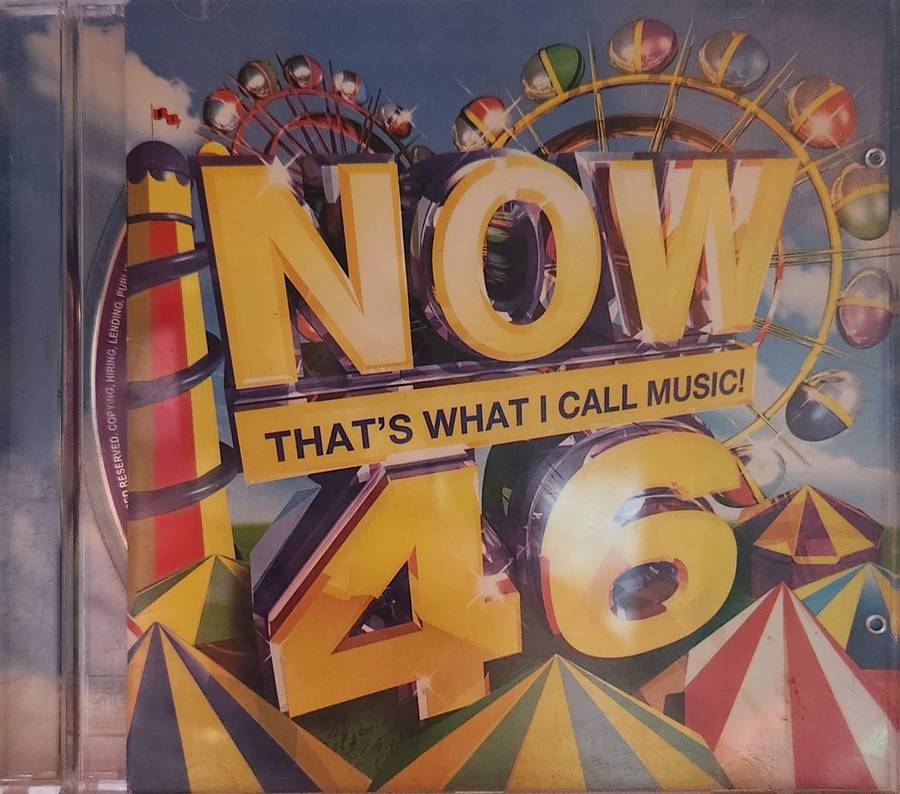 NOW
THAT'S WHAT I CALL MUSIC!
46
RESERVED. COPYING, HIRING, LENDING,